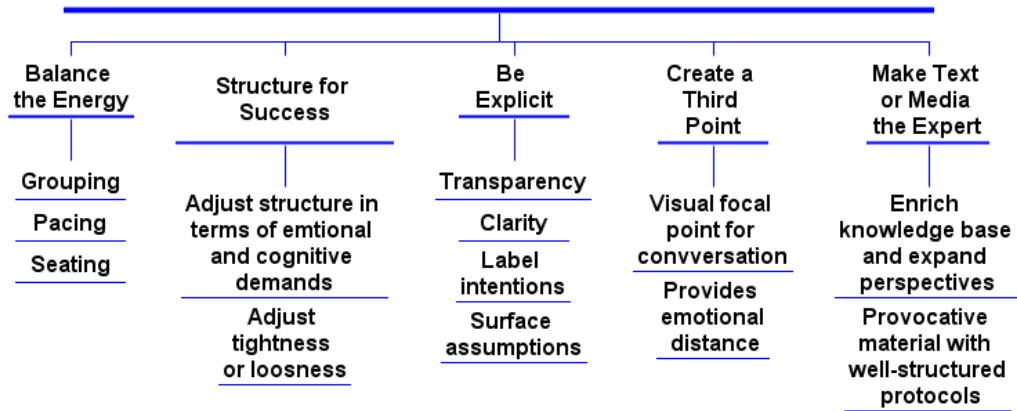 Balance
the Energy
Grouping
Pacing
Seating
Structure for
Success
Adjust structure in
terms of emtional
and cognitive
demands
Adjust
tightness
or loosness
Be
Explicit
Transparency
Clarity
Label
intentions
Surface
assumptions
Create a
Third
Point
Visual focal
point for
convversation
Provides
emotional
distance
Make Text
or Media
the Expert
Enrich
knowledge base
and expand
perspectives
Provocative
material with
well-structured
protocols